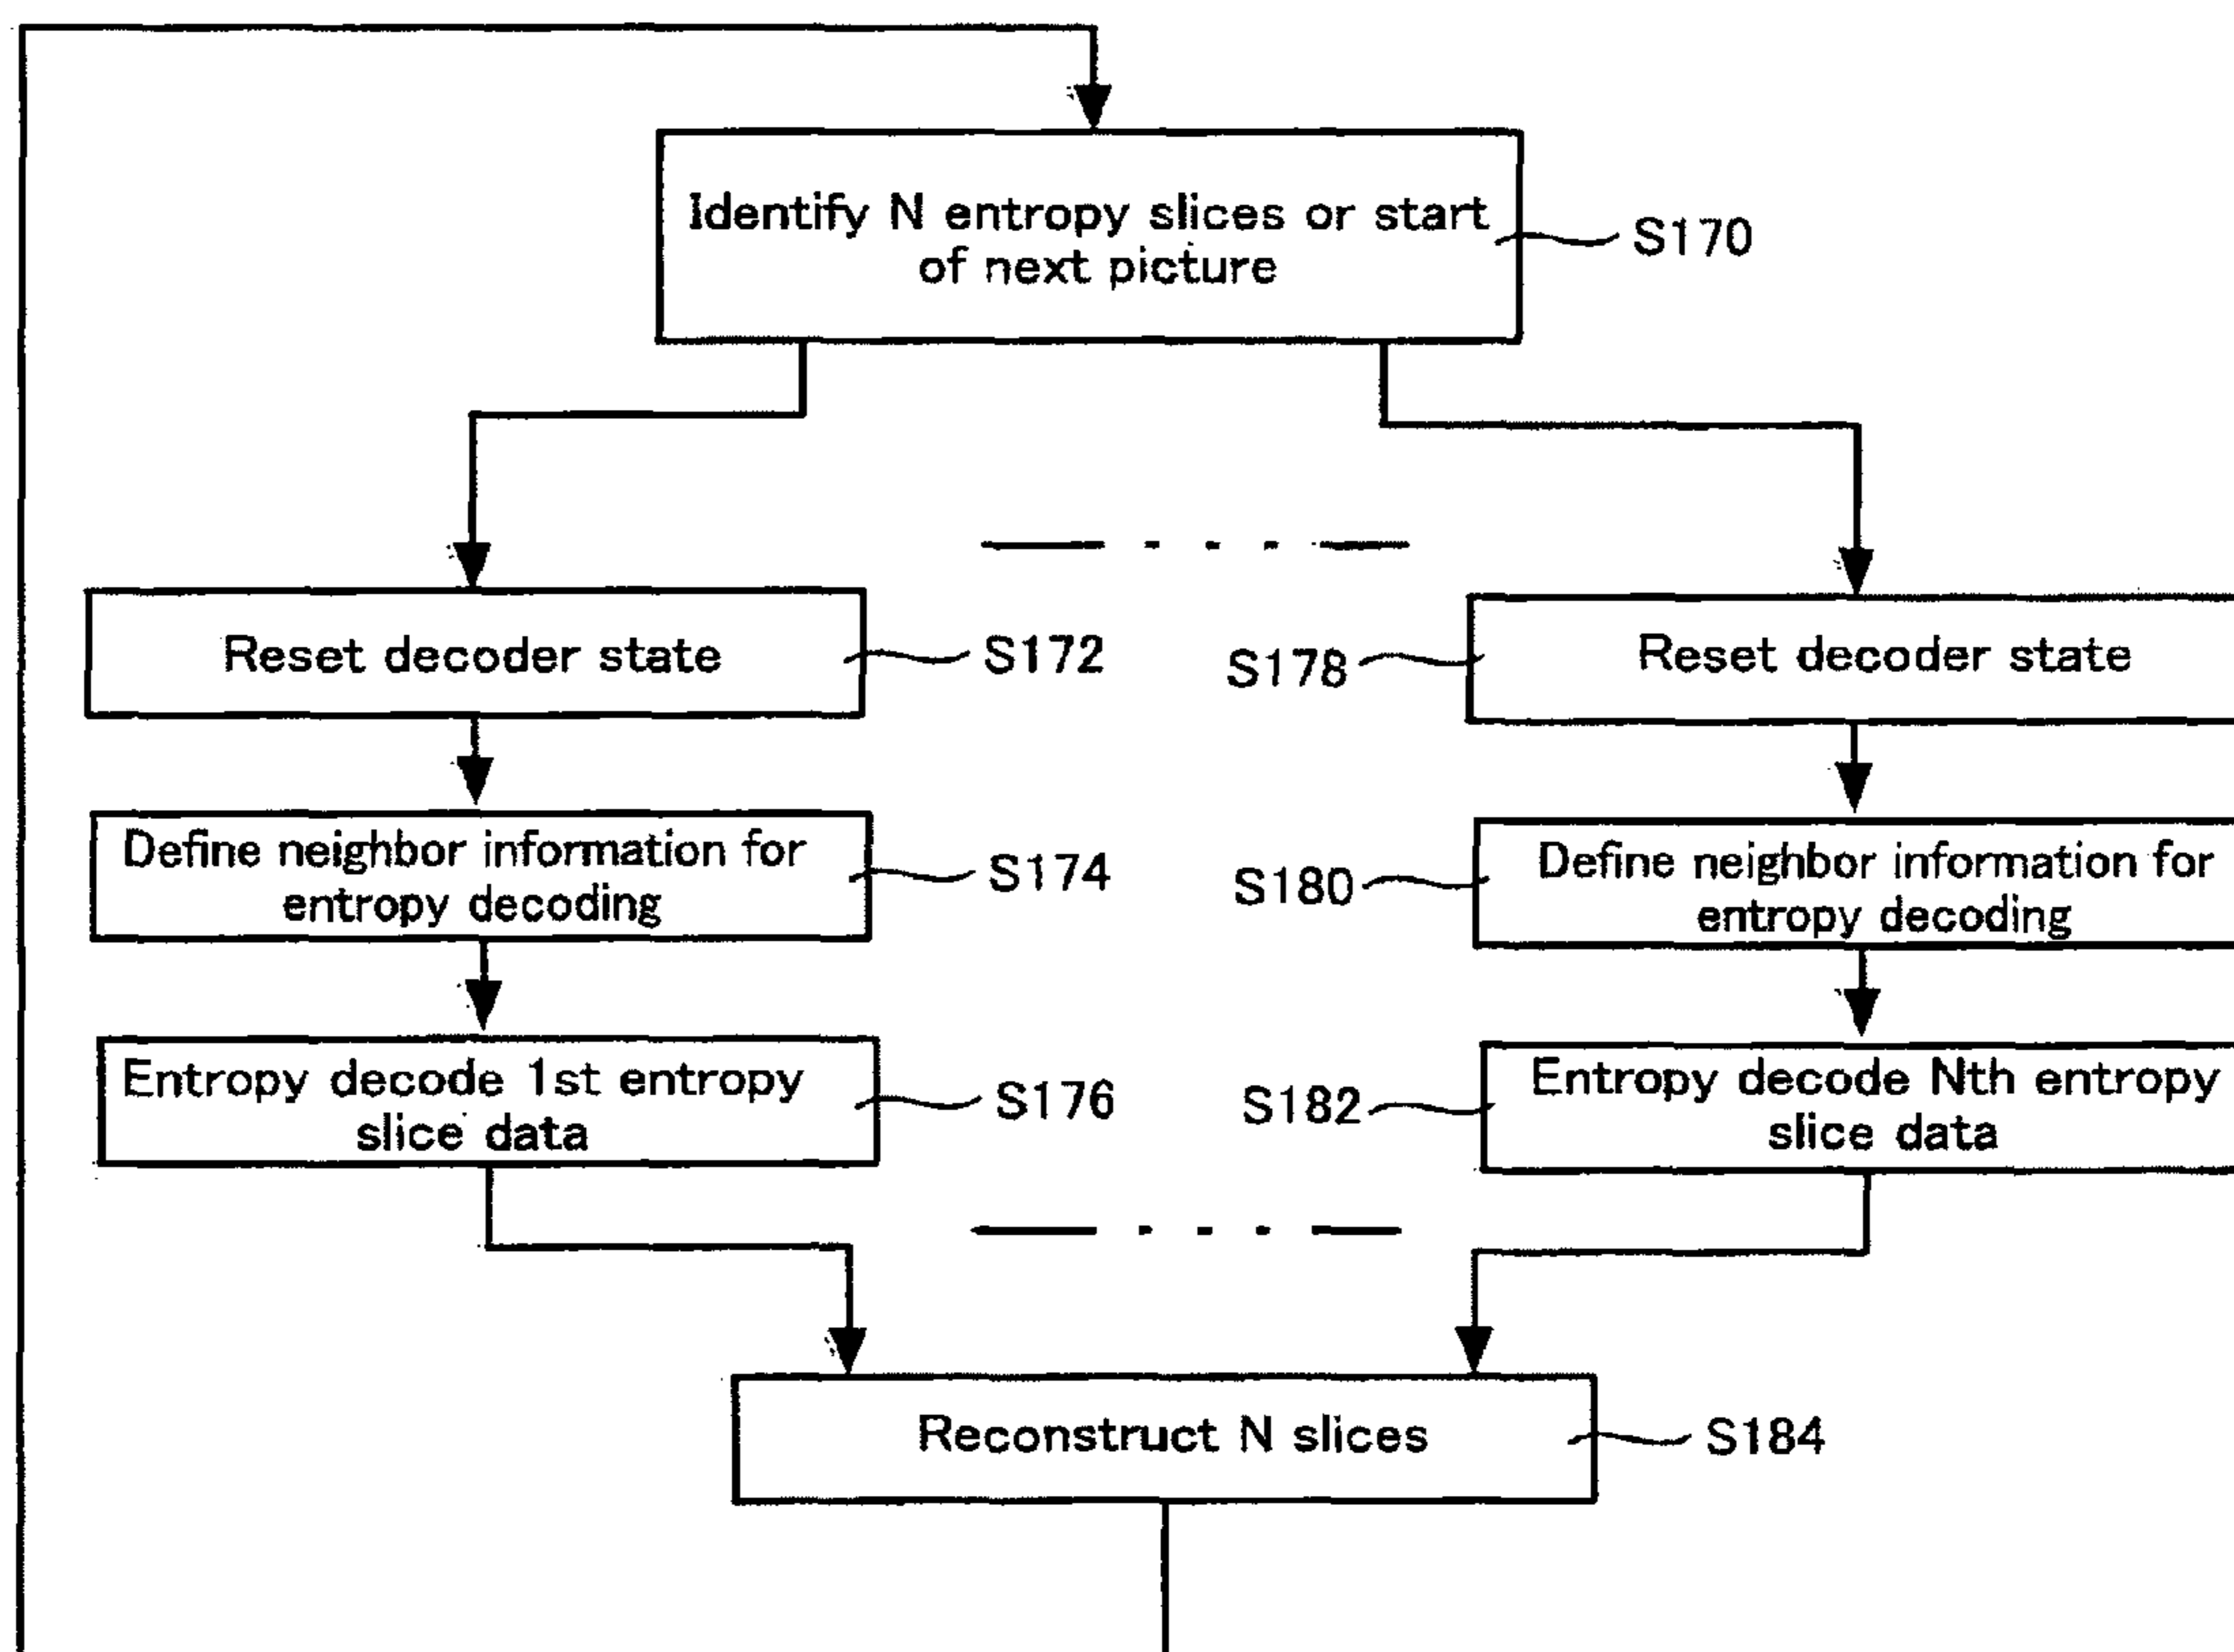 Identify N entropy slices or start
of next picture
S170
Reset decoder state
S172
S178
Reset decoder state
Define neighbor information for
entropy decoding
S174
S180
Define neighbor information for
entropy decoding
Entropy decode 1st entropy
slice data
S176
S182
Entropy decode Nth entropy
slice data
Reconstruct N slices
S184